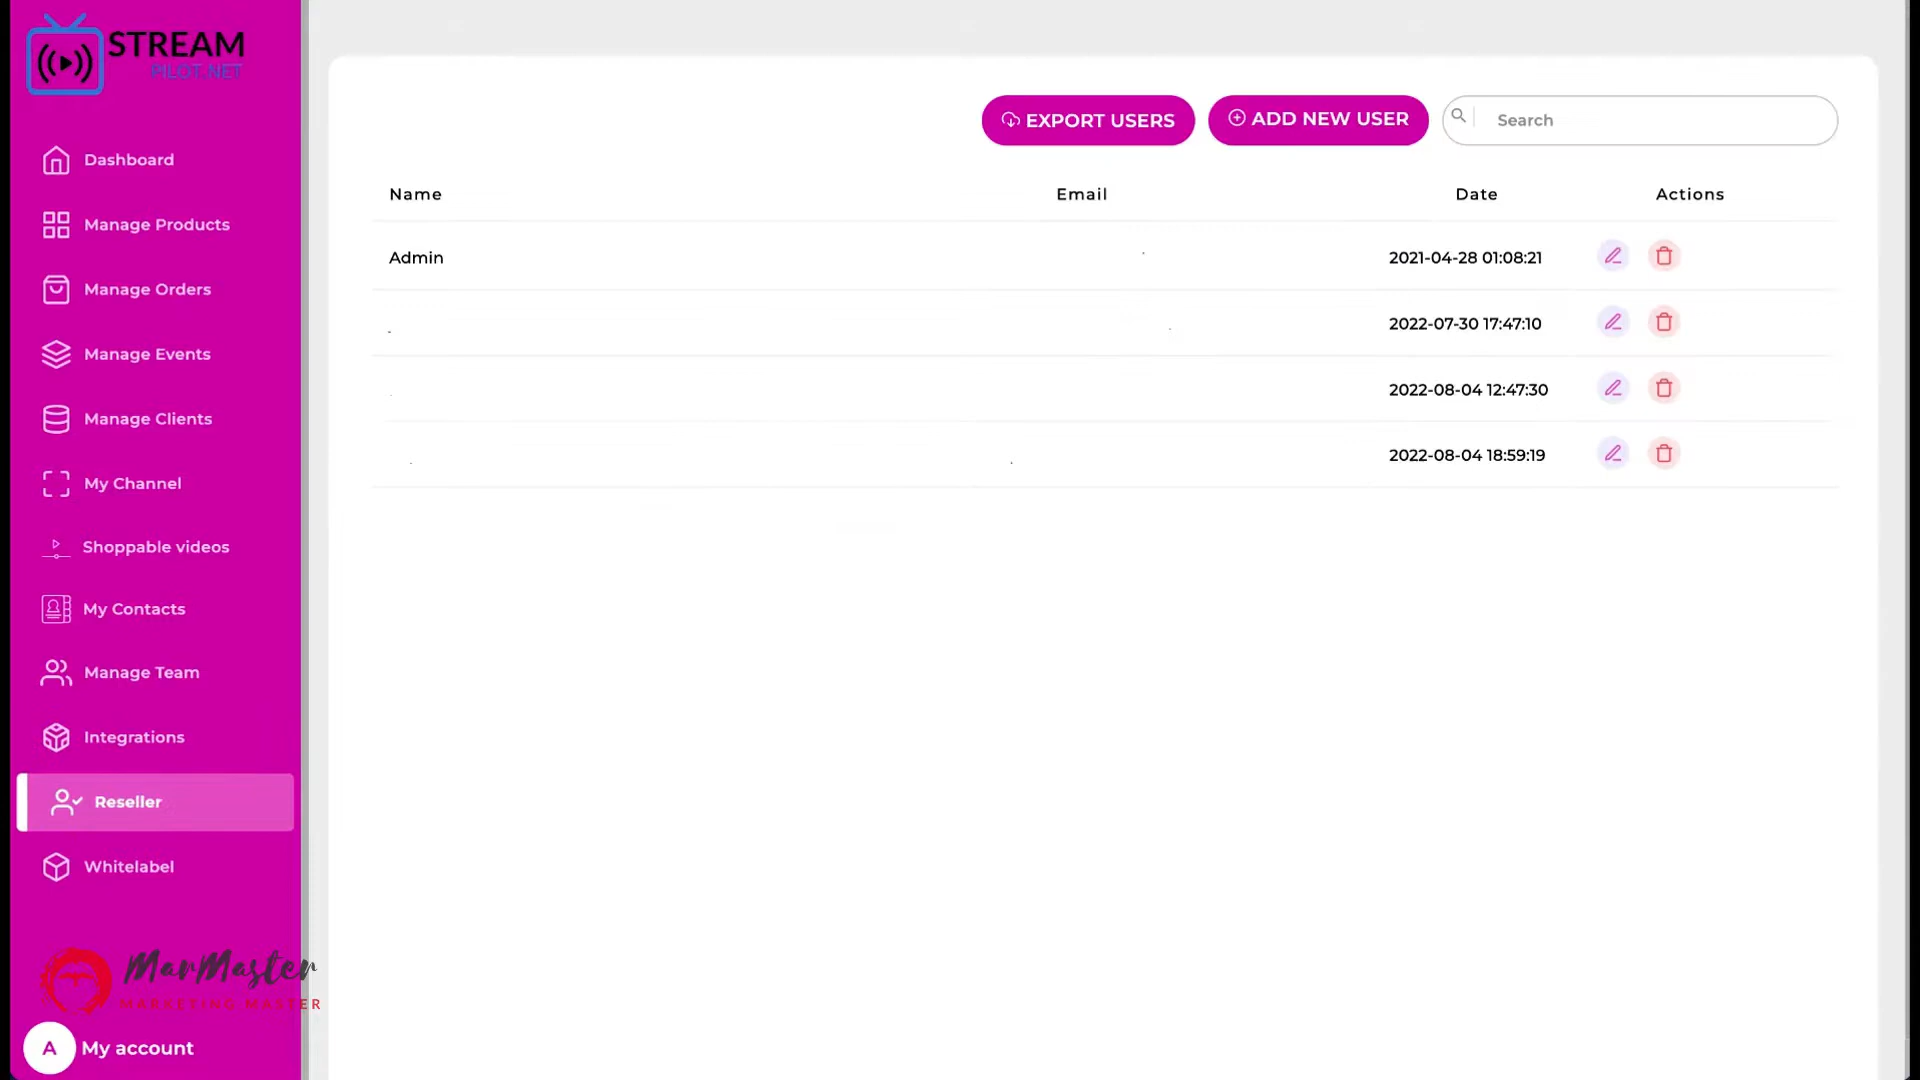 STREAM
PILOT.NET
Dashboard
Manage Products
Manage Orders
Manage Events
Manage Clients
My Channel
Shoppable videos
My Contacts
Manage Team
Integrations
Reseller
Whitelabel
MarMaster
MARKETING MASTER
A My account
EXPORT USERS ADD NEW USER Search
Name Email Date Actions
Admin 2021-04-28 01:08:21
2022-07-30 17:47:10
2022-08-04 12:47:30
2022-08-04 18:59:19